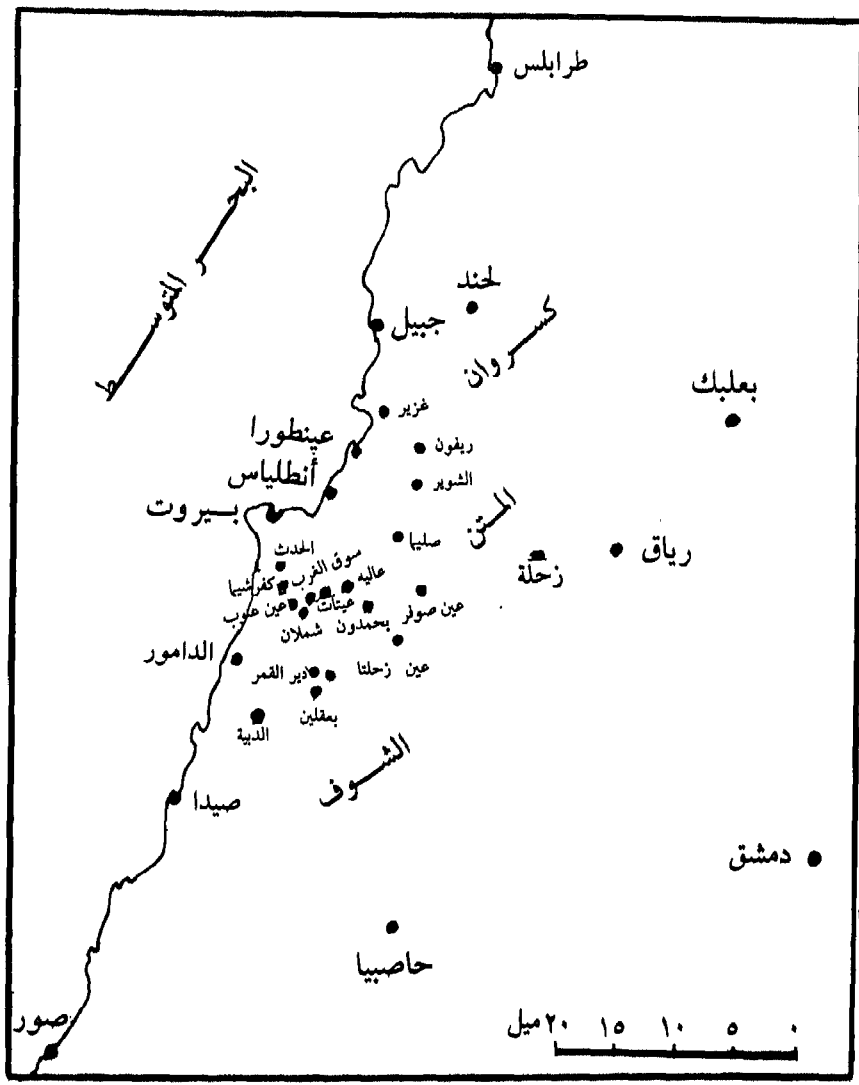 طرابلس
البحر المتوسط
لحفد
جبيل
كسروان
بعلبك
غزير
عينطورا
ريفون
أنطلياس
الشوير
بيروت
المتن
صليما
رياق
زحلة
الحدث
سوق الغرب
عاليه
كفرشيما
عين صوفر
عين عنوب
عيتات
بحمدون
شملان
الدامور
عين زحلتا
دير القمر
بعقلين
الدبية
الشوف
صيدا
دمشق
حاصبيا
صور
٠ ٥ ١٠ ١٥ ٢٠ ميل